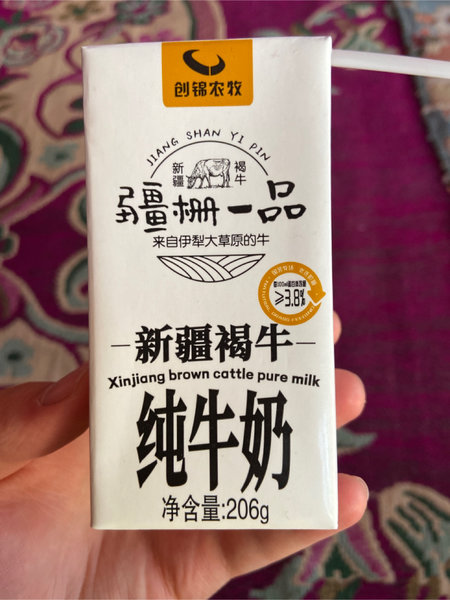 创锦农牧
JIANG SHAN YI PIN
新疆
褐牛
疆栅一品
来自伊犁大草原的牛
≥3.8%
新疆褐牛
Xinjiang brown cattle pure milk
纯牛奶
净含量:206g